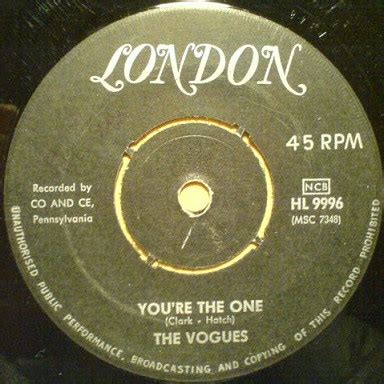 LONDON
45 RPM
Recorded by
CO AND CE,
Pennsylvania
NCB
HL 9996
(MSC 7348)
YOU'RE THE ONE
(Clark - Hatch)
THE VOGUES
UNAUTHORISED PUBLIC PERFORMANCE, BROADCASTING AND COPYING OF THIS RECORD PROHIBITED